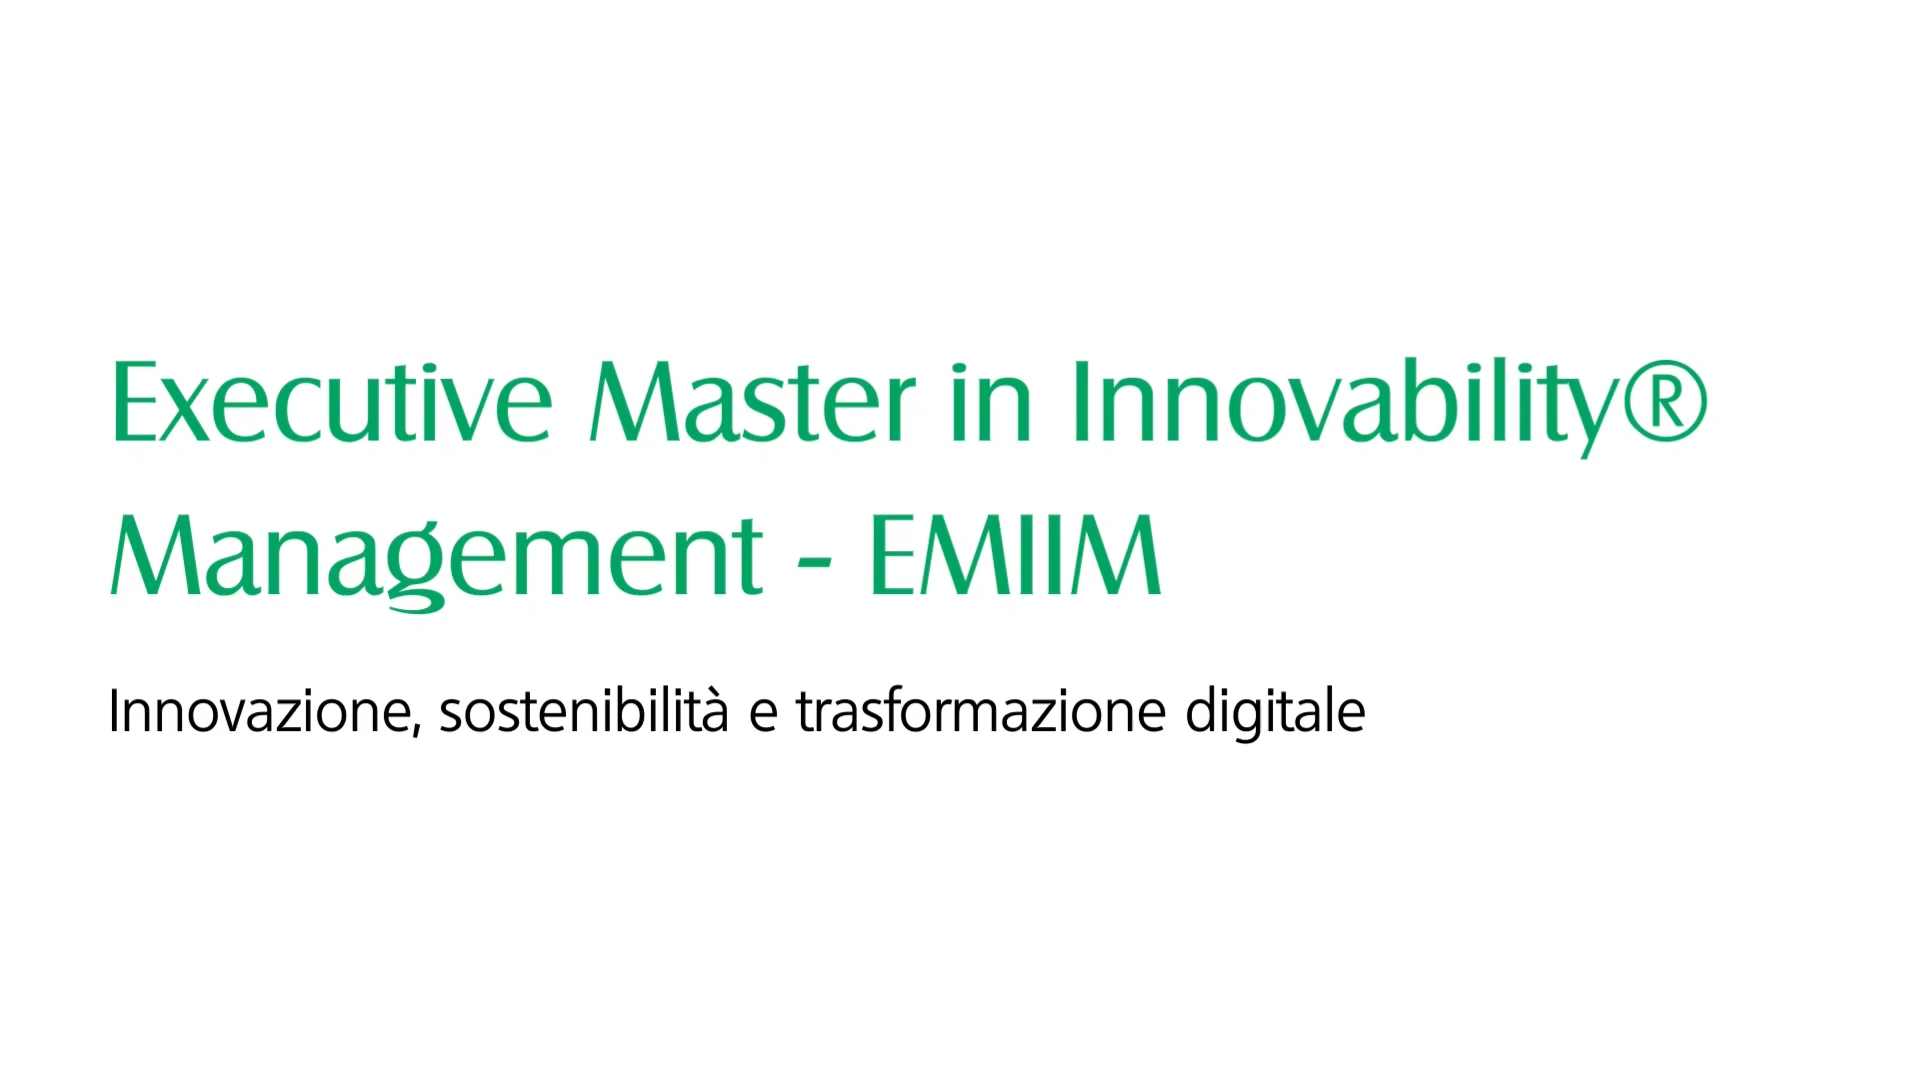 Executive Master in Innovability®
Management - EMIIM
Innovazione, sostenibilità e trasformazione digitale